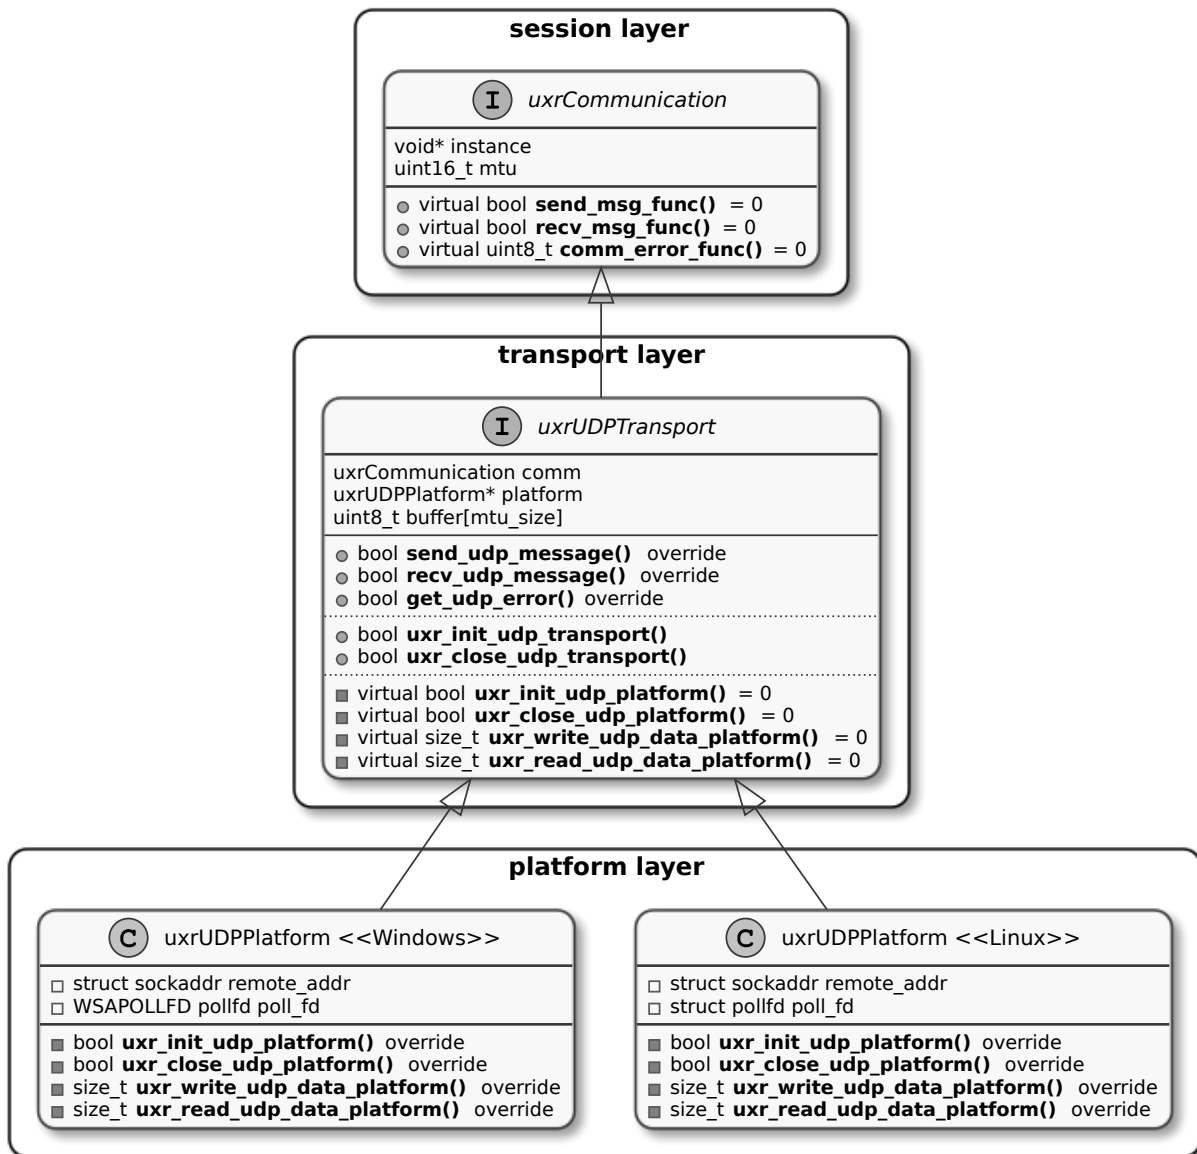 session layer
I uxrCommunication
void* instance
uint16_t mtu
virtual bool send_msg_func() = 0
virtual bool recv_msg_func() = 0
virtual uint8_t comm_error_func() = 0
transport layer
I uxrUDPTransport
uxrCommunication comm
uxrUDPPlatform* platform
uint8_t buffer[mtu_size]
bool send_udp_message() override
bool recv_udp_message() override
bool get_udp_error() override
bool uxr_init_udp_transport()
bool uxr_close_udp_transport()
virtual bool uxr_init_udp_platform() = 0
virtual bool uxr_close_udp_platform() = 0
virtual size_t uxr_write_udp_data_platform() = 0
virtual size_t uxr_read_udp_data_platform() = 0
platform layer
C uxrUDPPlatform <<Windows>>
struct sockaddr remote_addr
WSAPOLLFD pollfd poll_fd
bool uxr_init_udp_platform() override
bool uxr_close_udp_platform() override
size_t uxr_write_udp_data_platform() override
size_t uxr_read_udp_data_platform() override
C uxrUDPPlatform <<Linux>>
struct sockaddr remote_addr
struct pollfd poll_fd
bool uxr_init_udp_platform() override
bool uxr_close_udp_platform() override
size_t uxr_write_udp_data_platform() override
size_t uxr_read_udp_data_platform() override